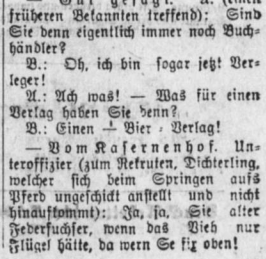 — Gut gesagt. A. (einen
früheren Bekannten treffend): Sind
Sie denn eigentlich immer noch Buch-
händler?
B.: Oh, ich bin sogar jetzt Ver-
leger!
A.: Ach was! — Was für einen
Verlag haben Sie denn?
B.: Einen — Bier-Verlag!
— Vom Kasernenhof. Un-
teroffizier (zum Rekruten, Dichterling,
welcher sich beim Springen aufs
Pferd ungeschickt anstellt und nicht
hinaufkommt): Ja, ja, Sie alter
Federfuchser, wenn das Vieh nur
Flügel hätte, da wern Se fix oben!